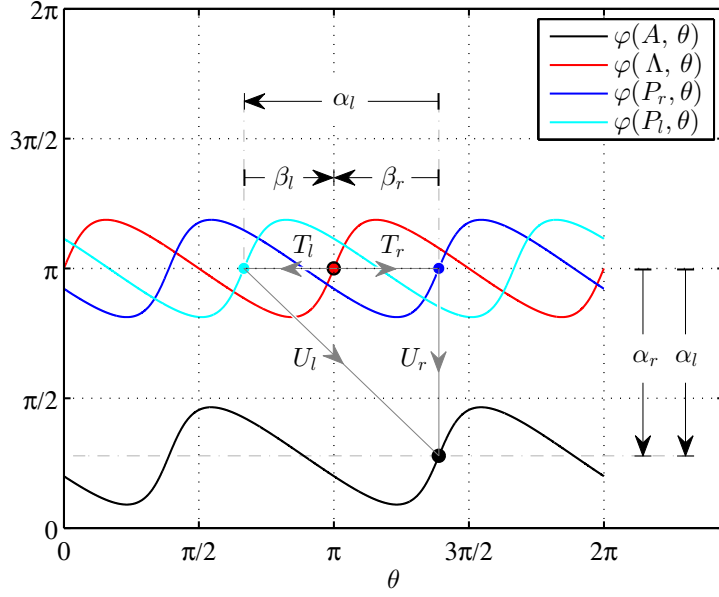 2π
φ(A, θ)
φ(Λ, θ)
φ(P_r, θ)
φ(P_l, θ)
α_l
3π/2
β_l
β_r
T_l
T_r
π
U_l
U_r
α_r
α_l
π/2
0
0
π/2
π
3π/2
2π
θ